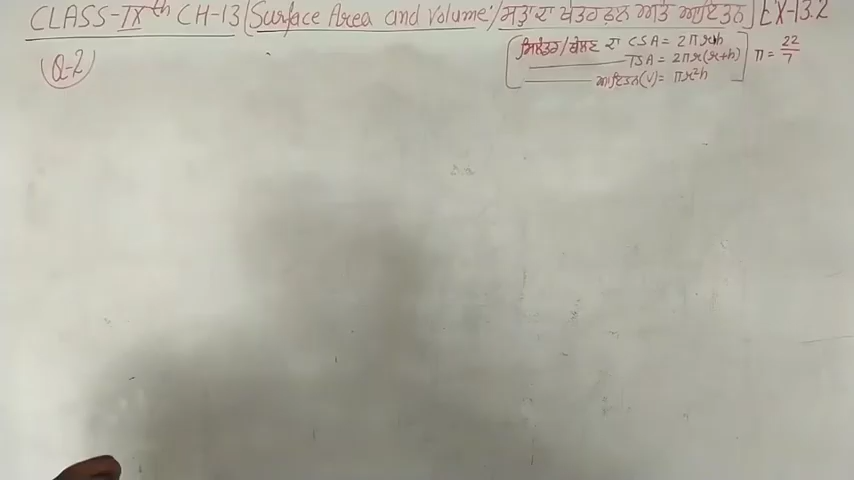 CLASS-IXth CH-13 (Surface Area and Volume/ਸਤ੍ਹਾ ਦਾ ਖੇਤਰਫਲ ਅਤੇ ਆਇਤਨ) EX-13.2
ਸਿਲੰਡਰ/ਬੇਲਣ ਦਾ CSA = 2πrh
TSA = 2πr(r+h) π = 22/7
ਆਇਤਨ(V) = πr²h
Q-2